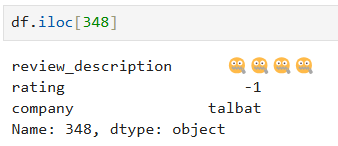 df.iloc[348]
review_description 🤐🤐🤐🤐
rating -1
company talbat
Name: 348, dtype: object